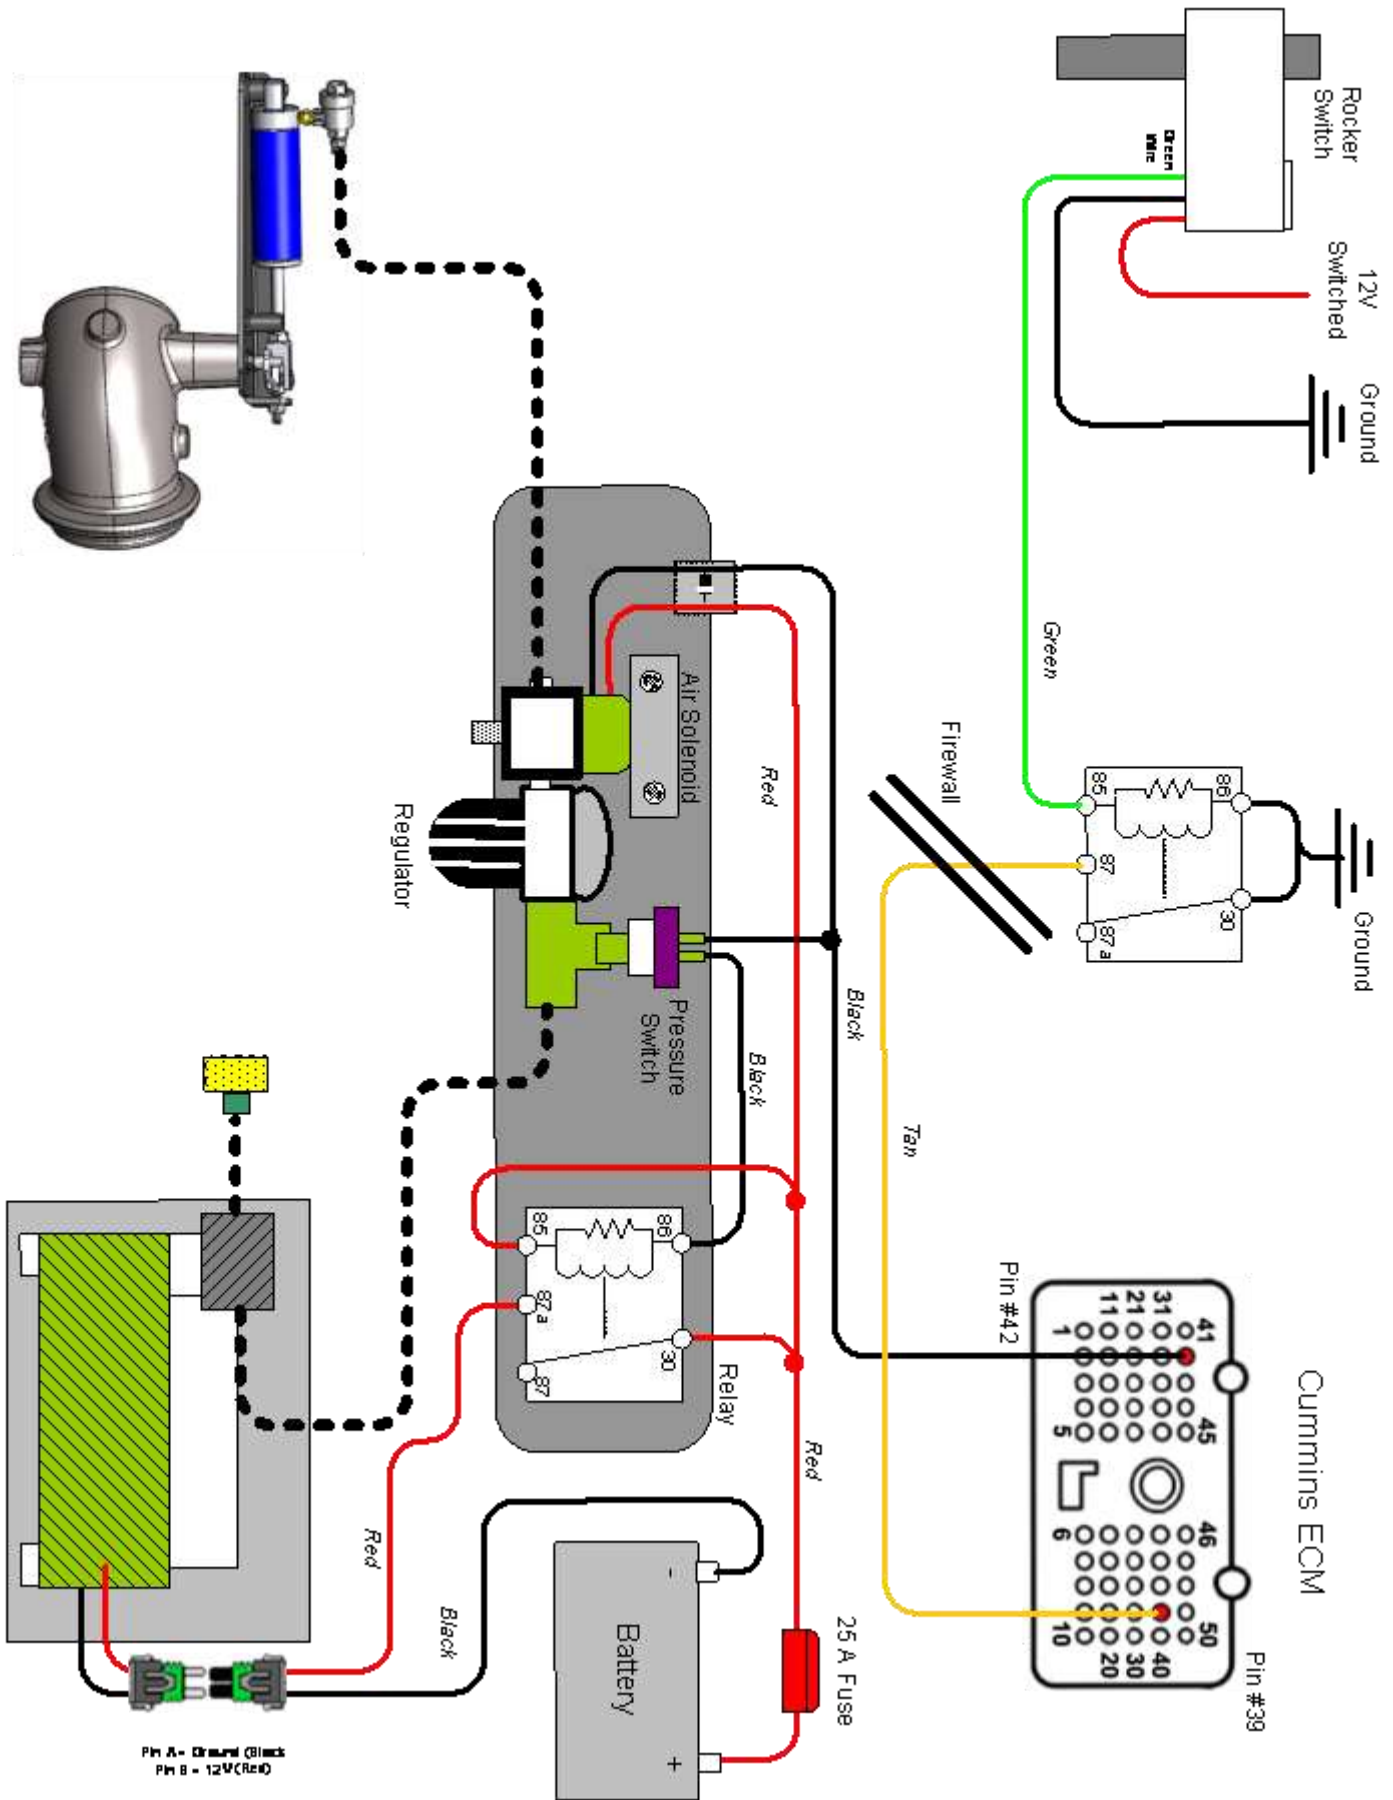 Rocker
Switch
12V
Switched
Ground
Green
Wire
Green
Firewall
85
86
87
30
87a
Ground
Air Solenoid
Red
Regulator
Pressure
Switch
Black
Black
Tan
Pin #42
41
31
21
11
1
45
5
46
6
50
40
30
20
10
Cummins ECM
Pin #39
85
86
87a
30
87
Relay
Red
Red
Black
-
Battery
+
25 A Fuse
Pin A - Ground (Black
Pin B - 12V(Red)